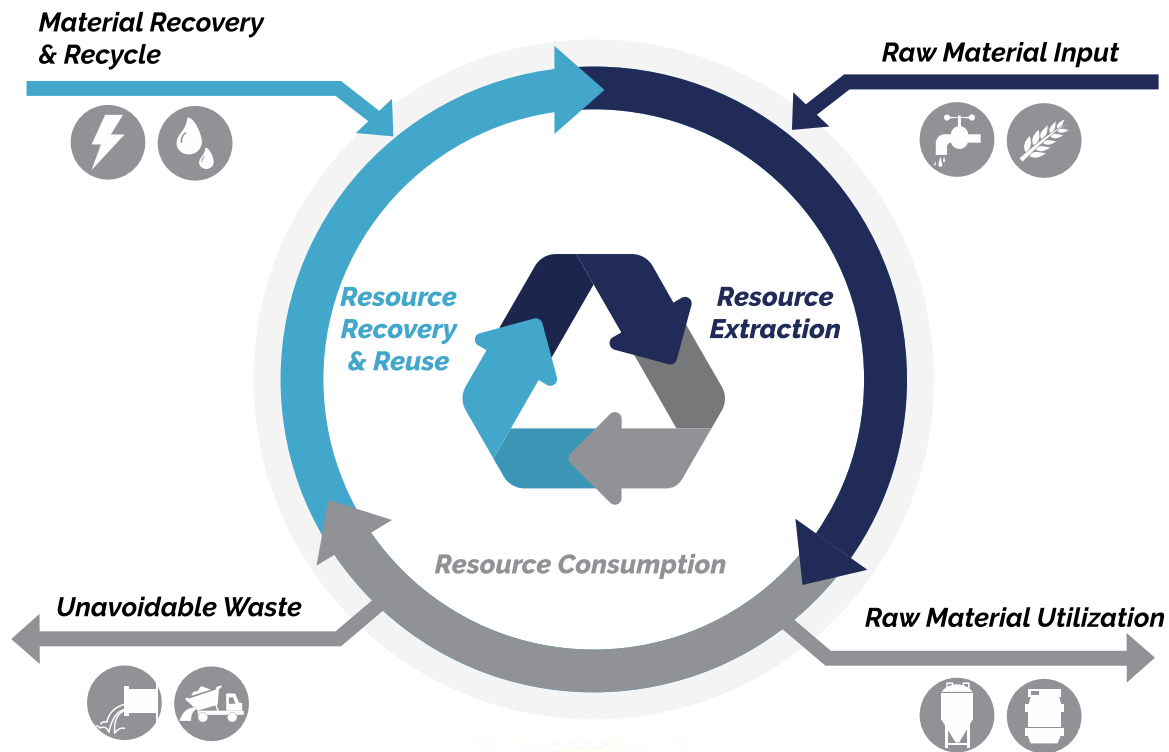 Material Recovery
& Recycle
Raw Material Input
Resource
Recovery
& Reuse
Resource
Extraction
Resource Consumption
Unavoidable Waste
Raw Material Utilization